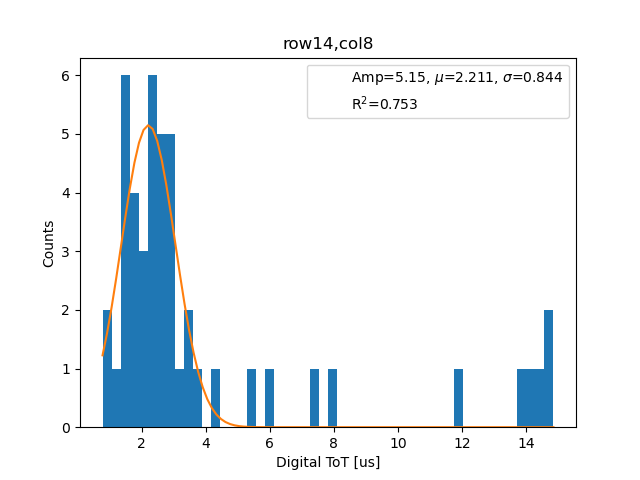 row14,col8
Amp=5.15, μ=2.211, σ=0.844
R²=0.753
6
5
4
3
2
1
0
Counts
2 4 6 8 10 12 14
Digital ToT [us]